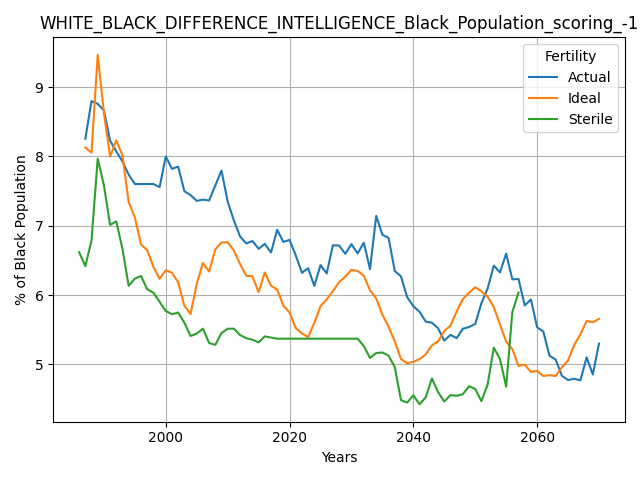 WHITE_BLACK_DIFFERENCE_INTELLIGENCE_Black_Population_scoring_-1
Fertility
Actual
Ideal
Sterile
% of Black Population
9
8
7
6
5
2000 2020 2040 2060
Years